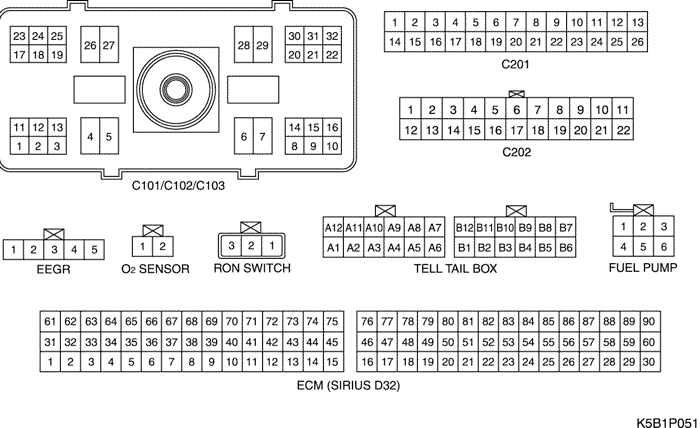 23 24 25 26 27 28 29 30 31 32
17 18 19 20 21 22
11 12 13 4 5 6 7 14 15 16
1 2 3 8 9 10
C101/C102/C103
1 2 3 4 5 6 7 8 9 10 11 12 13
14 15 16 17 18 19 20 21 22 23 24 25 26
C201
1 2 3 4 5 6 7 8 9 10 11
12 13 14 15 16 17 18 19 20 21 22
C202
1 2 3 4 5
EEGR
1 2
O2 SENSOR
3 2 1
RON SWITCH
A12 A11 A10 A9 A8 A7 B12 B11 B10 B9 B8 B7
A1 A2 A3 A4 A5 A6 B1 B2 B3 B4 B5 B6
TELL TAIL BOX
1 2 3
4 5 6
FUEL PUMP
61 62 63 64 65 66 67 68 69 70 71 72 73 74 75 76 77 78 79 80 81 82 83 84 85 86 87 88 89 90
31 32 33 34 35 36 37 38 39 40 41 42 43 44 45 46 47 48 49 50 51 52 53 54 55 56 57 58 59 60
1 2 3 4 5 6 7 8 9 10 11 12 13 14 15 16 17 18 19 20 21 22 23 24 25 26 27 28 29 30
ECM (SIRIUS D32)
K5B1P051